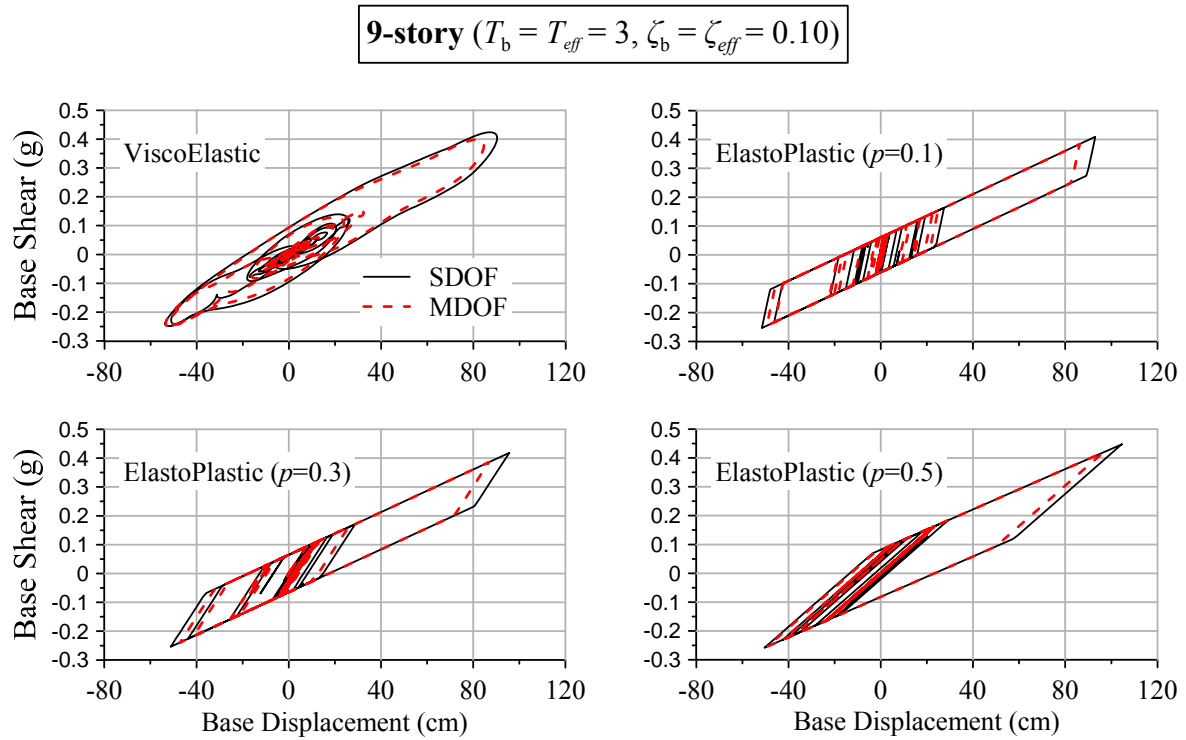 9-story (T_b = T_eff = 3, ζ_b = ζ_eff = 0.10)
Base Shear (g)
0.5
0.4
0.3
0.2
0.1
0
-0.1
-0.2
-0.3
ViscoElastic
SDOF
MDOF
-80 -40 0 40 80 120
0.5
0.4
0.3
0.2
0.1
0
-0.1
-0.2
-0.3
ElastoPlastic (p=0.1)
-80 -40 0 40 80 120
Base Shear (g)
0.5
0.4
0.3
0.2
0.1
0
-0.1
-0.2
-0.3
ElastoPlastic (p=0.3)
-80 -40 0 40 80 120
Base Displacement (cm)
0.5
0.4
0.3
0.2
0.1
0
-0.1
-0.2
-0.3
ElastoPlastic (p=0.5)
-80 -40 0 40 80 120
Base Displacement (cm)